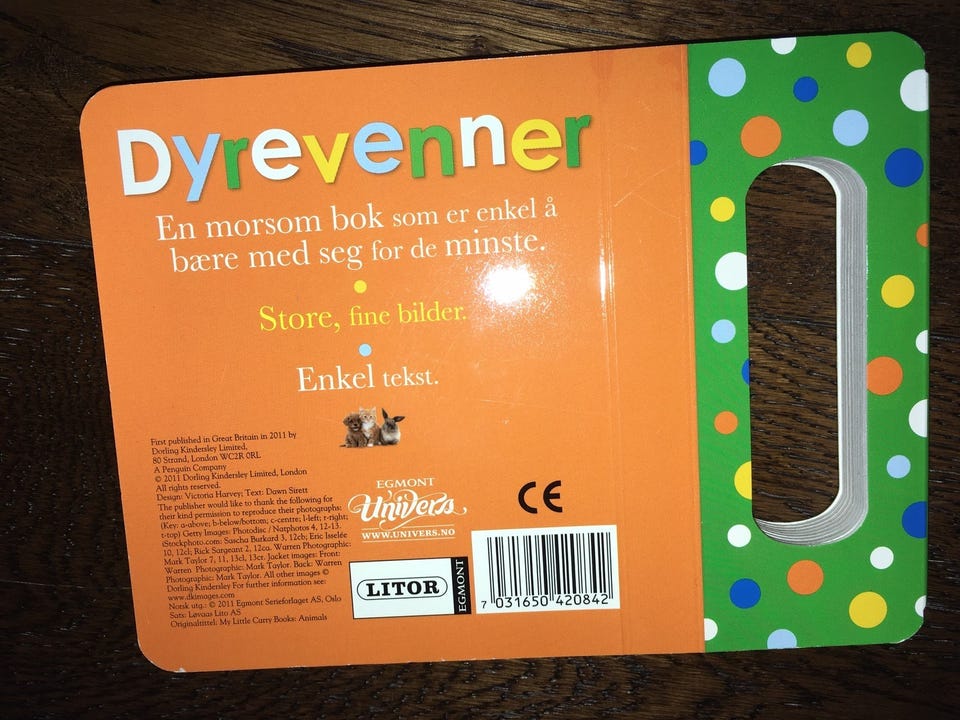 Dyrevenner
En morsom bok som er enkel å
bære med seg for de minste.
Store, fine bilder.
Enkel tekst.
First published in Great Britain in 2011 by
Dorling Kindersley Limited,
80 Strand, London WC2R 0RL
A Penguin Company
© 2011 Dorling Kindersley Limited, London
All rights reserved.
Design: Victoria Harvey; Text: Dawn Sirett
The publisher would like to thank the following for
their kind permission to reproduce their photographs:
(Key: a-above; b-below/bottom; c-centre; l-left; r-right;
t-top) Getty Images: Photodisc / Natphotos 4, 12-13.
iStockphoto.com: Sascha Burkard 3, 12cb; Eric Isselée
10, 12cl; Rick Sargeant 2, 12ca. Warren Photographic:
Mark Taylor 7, 11, 13cl, 13cr. Jacket images: Front:
Warren Photographic: Mark Taylor. Back: Warren
Photographic: Mark Taylor. All other images ©
Dorling Kindersley For further information see:
www.dkimages.com
Norsk utg.: © 2011 Egmont Serieforlaget AS, Oslo
Sats: Løvaas Lito AS
Originaltittel: My Little Carry Books: Animals
EGMONT
Univers
WWW.UNIVERS.NO
CE
LITOR
EGMONT
7 031650 420842